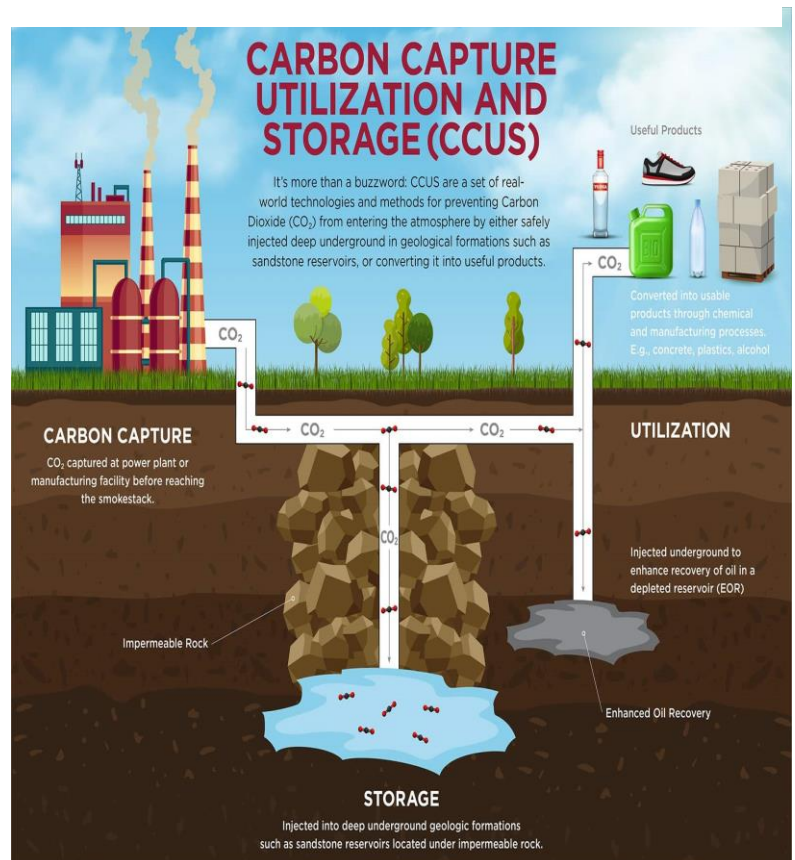 CARBON CAPTURE
UTILIZATION AND
STORAGE (CCUS)
It's more than a buzzword: CCUS are a set of real-
world technologies and methods for preventing Carbon
Dioxide (CO₂) from entering the atmosphere by either safely
injected deep underground in geological formations such as
sandstone reservoirs, or converting it into useful products.
Useful Products
CO₂
Converted into usable
products through chemical
and manufacturing processes.
E.g., concrete, plastics, alcohol
CO₂
CARBON CAPTURE
CO₂ captured at power plant or
manufacturing facility before reaching
the smokestack.
CO₂
CO₂
UTILIZATION
CO₂
Injected underground to
enhance recovery of oil in a
depleted reservoir (EOR)
Impermeable Rock
Enhanced Oil Recovery
STORAGE
Injected into deep underground geologic formations
such as sandstone reservoirs located under impermeable rock.